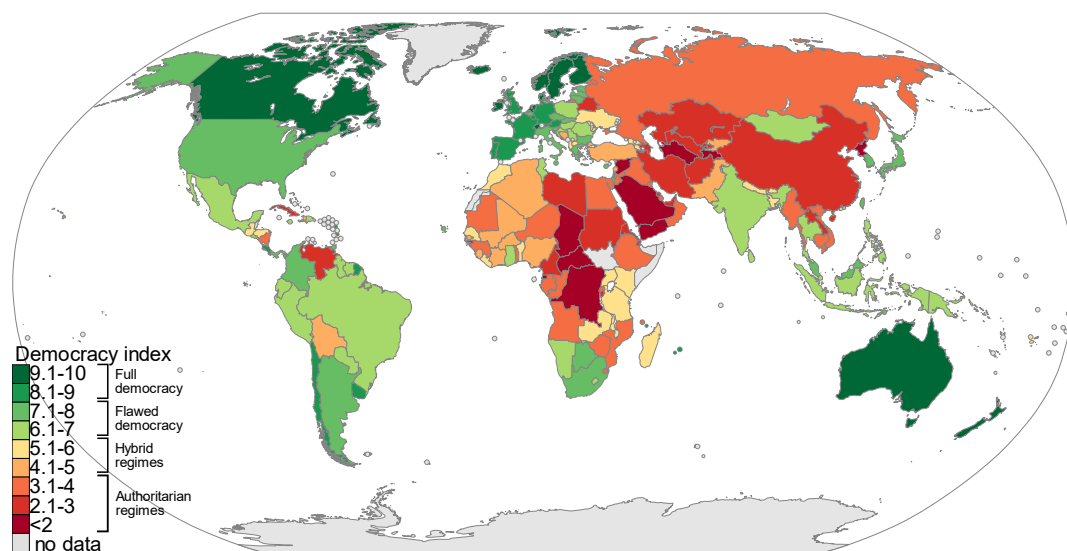 Democracy index
9.1-10
8.1-9
Full
democracy
7.1-8
6.1-7
Flawed
democracy
5.1-6
4.1-5
Hybrid
regimes
3.1-4
2.1-3
<2
Authoritarian
regimes
no data